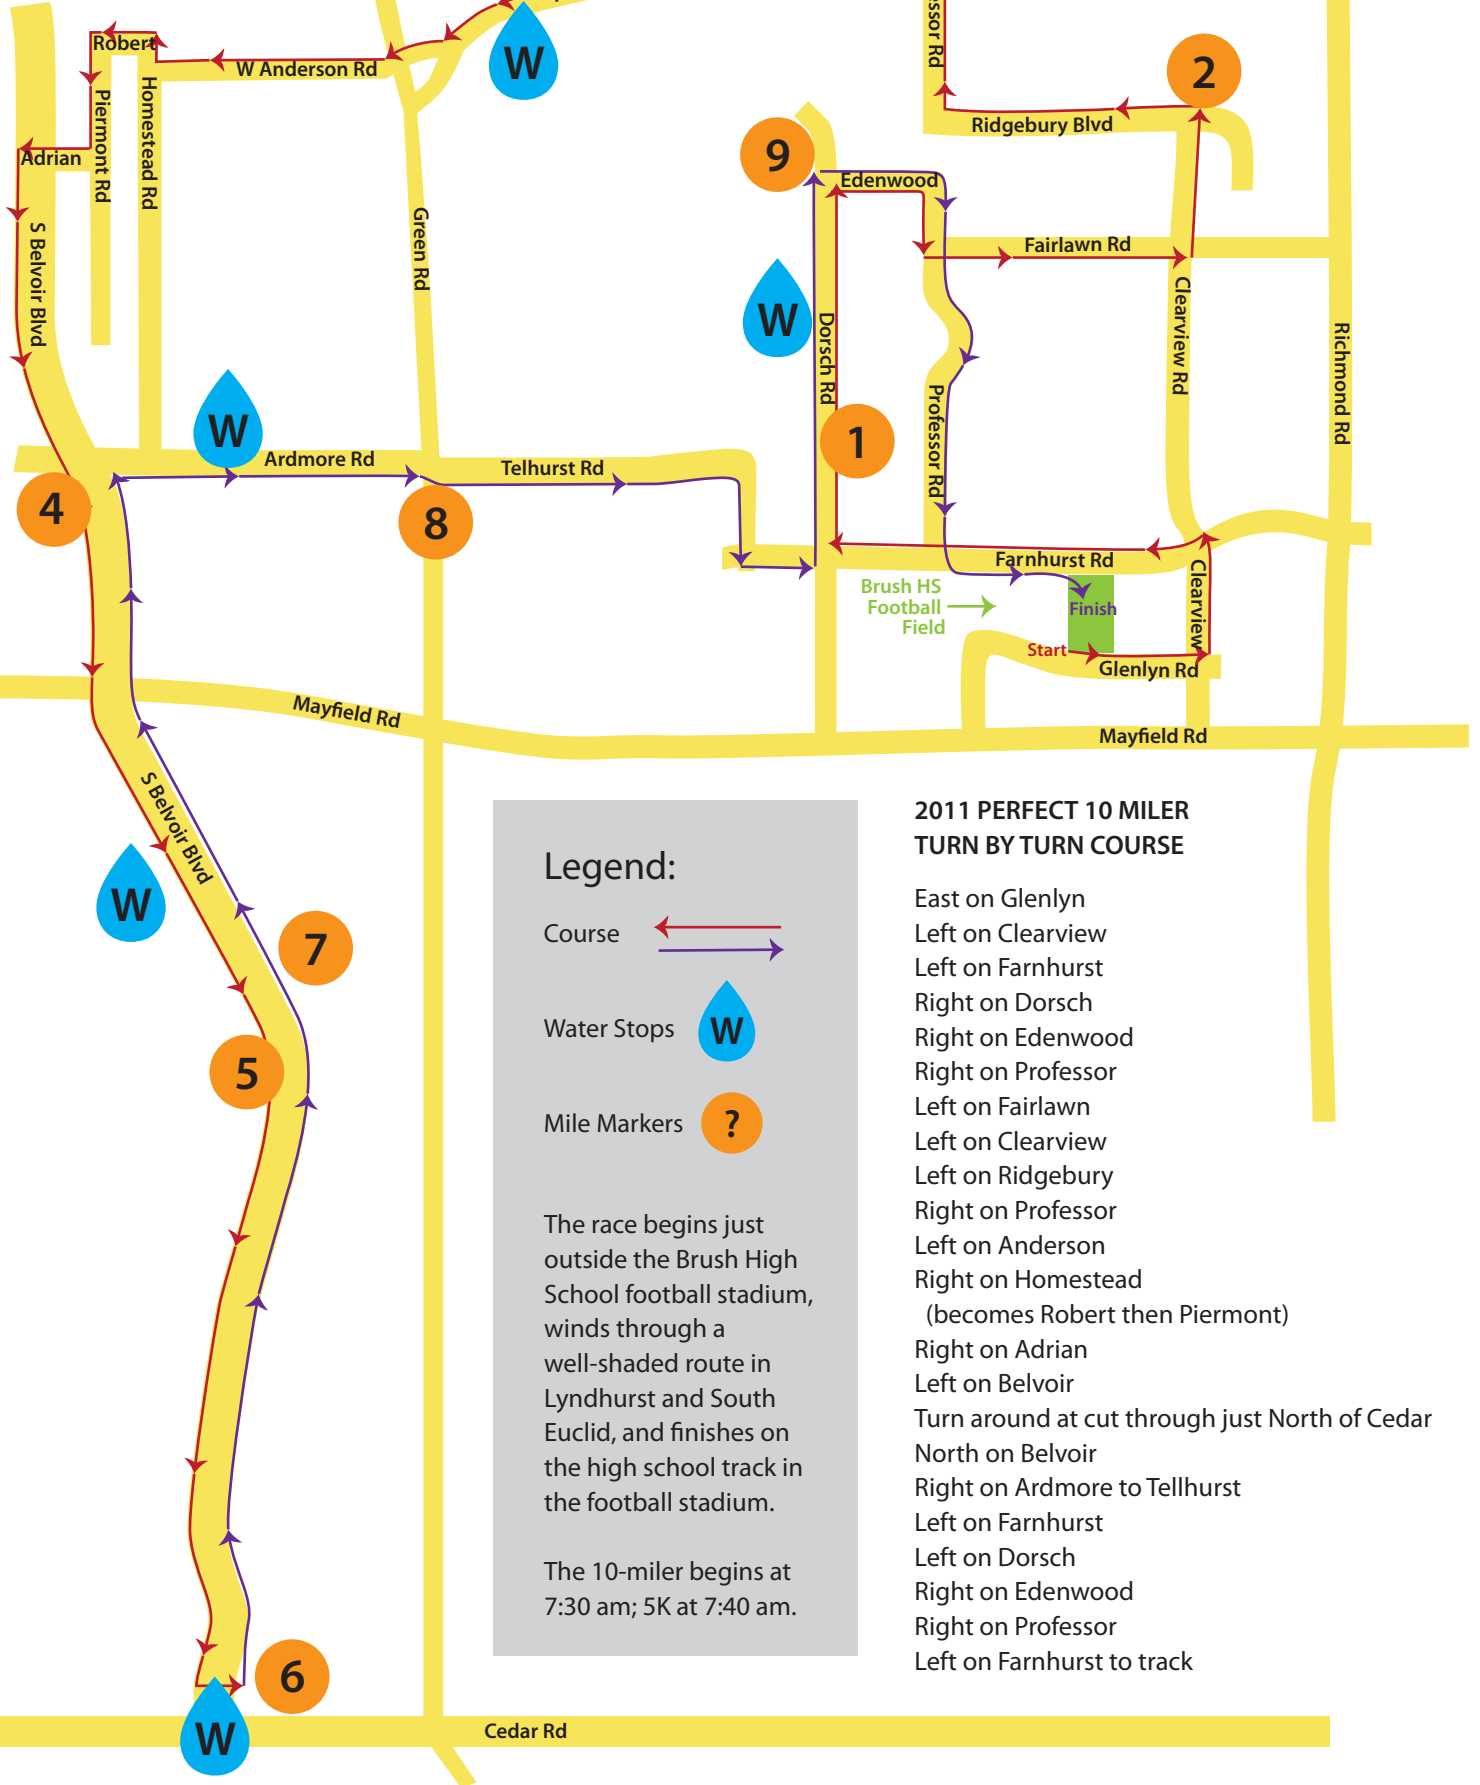 W
essor Rd
2
Robert
W Anderson Rd
Ridgebury Blvd
Piermont Rd
Homestead Rd
Adrian
9
Edenwood
Green Rd
S Belvoir Blvd
Fairlawn Rd
W
Dorsch Rd
Clearview Rd
Richmond Rd
Professor Rd
W
1
Ardmore Rd
Telhurst Rd
4
8
Farnhurst Rd
Clearview
Brush HS
Football
Field
Finish
Start
Glenlyn Rd
Mayfield Rd
Mayfield Rd
S Belvoir Blvd
W
7
5
6
W
Cedar Rd
Legend:
Course
Water Stops
W
Mile Markers
?
The race begins just
outside the Brush High
School football stadium,
winds through a
well-shaded route in
Lyndhurst and South
Euclid, and finishes on
the high school track in
the football stadium.
The 10-miler begins at
7:30 am; 5K at 7:40 am.
2011 PERFECT 10 MILER
TURN BY TURN COURSE
East on Glenlyn
Left on Clearview
Left on Farnhurst
Right on Dorsch
Right on Edenwood
Right on Professor
Left on Fairlawn
Left on Clearview
Left on Ridgebury
Right on Professor
Left on Anderson
Right on Homestead
(becomes Robert then Piermont)
Right on Adrian
Left on Belvoir
Turn around at cut through just North of Cedar
North on Belvoir
Right on Ardmore to Tellhurst
Left on Farnhurst
Left on Dorsch
Right on Edenwood
Right on Professor
Left on Farnhurst to track